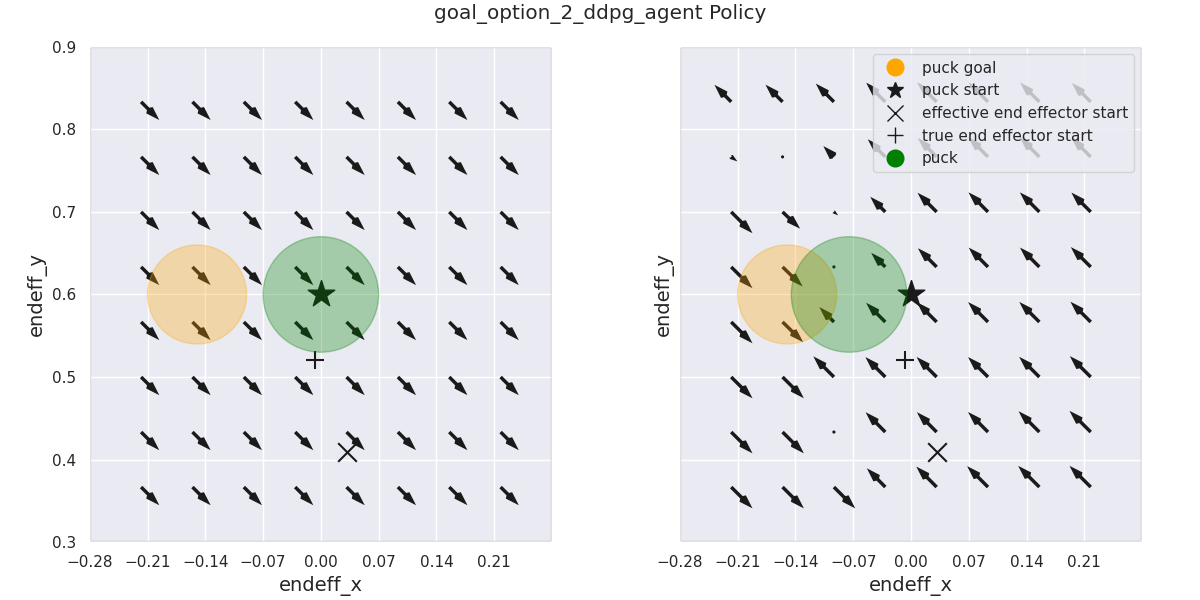 goal_option_2_ddpg_agent Policy
0.9
0.8
0.7
0.6
0.5
0.4
0.3
endeff_y
−0.28 −0.21 −0.14 −0.07 0.00 0.07 0.14 0.21
endeff_x
puck goal
puck start
effective end effector start
true end effector start
puck
endeff_y
−0.28 −0.21 −0.14 −0.07 0.00 0.07 0.14 0.21
endeff_x